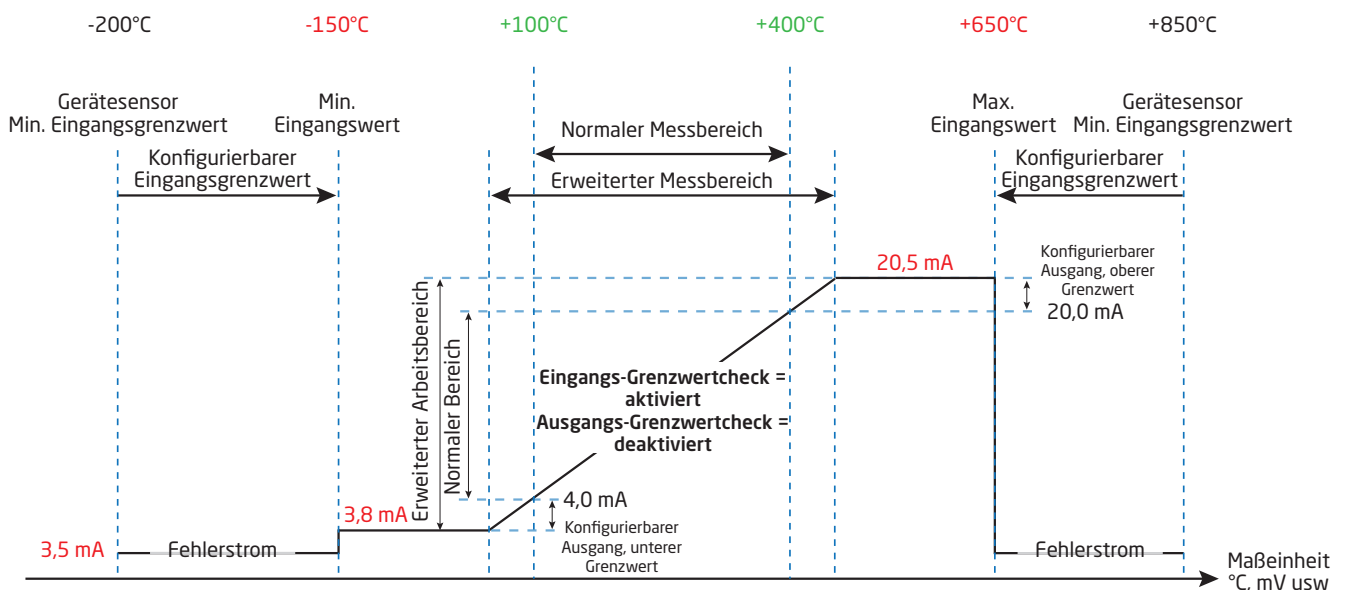 -200°C
-150°C
+100°C
+400°C
+650°C
+850°C
Gerätesensor
Min. Eingangsgrenzwert
Min.
Eingangswert
Max.
Eingangswert
Gerätesensor
Min. Eingangsgrenzwert
Normaler Messbereich
Konfigurierbarer
Eingangsgrenzwert
Erweiterter Messbereich
Konfigurierbarer
Eingangsgrenzwert
20,5 mA
Konfigurierbarer
Ausgang, oberer
Grenzwert
20,0 mA
Erweiterter Arbeitsbereich
Normaler Bereich
Eingangs-Grenzwertcheck =
aktiviert
Ausgangs-Grenzwertcheck =
deaktiviert
4,0 mA
3,8 mA
Konfigurierbarer
Ausgang, unterer
Grenzwert
3,5 mA
Fehlerstrom
Fehlerstrom
Maßeinheit
°C, mV usw